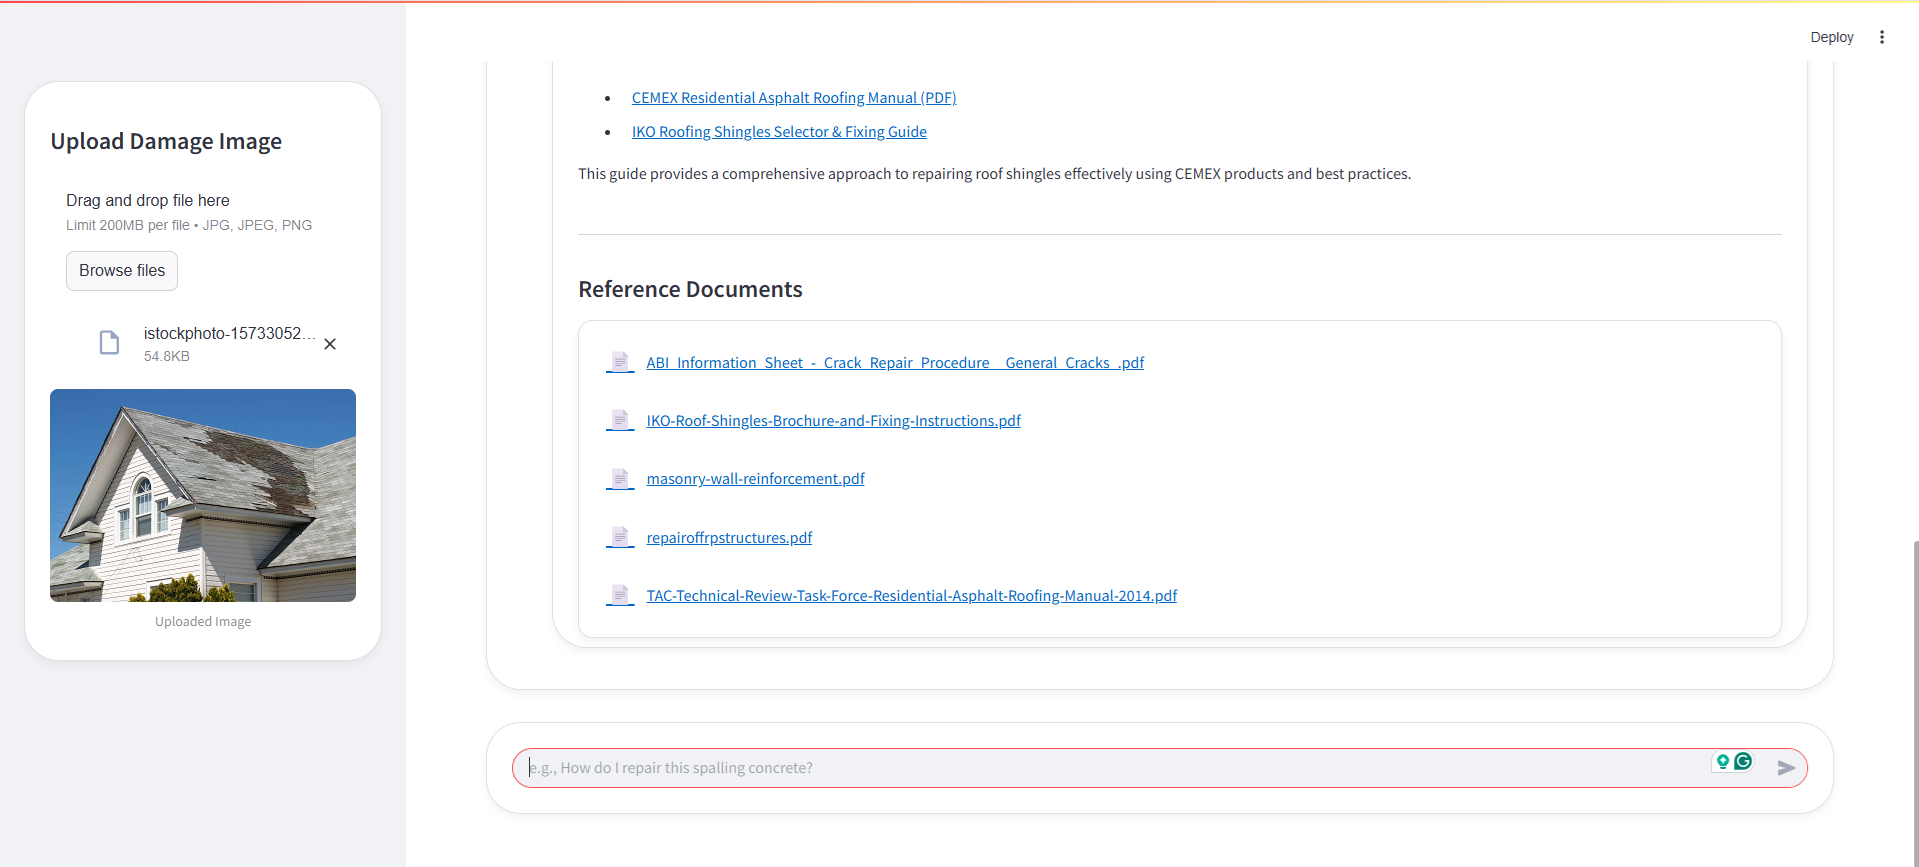 Deploy
Upload Damage Image
Drag and drop file here
Limit 200MB per file • JPG, JPEG, PNG
Browse files
istockphoto-15733052...
54.8KB
Uploaded Image
• CEMEX Residential Asphalt Roofing Manual (PDF)
• IKO Roofing Shingles Selector & Fixing Guide
This guide provides a comprehensive approach to repairing roof shingles effectively using CEMEX products and best practices.
Reference Documents
ABI_Information_Sheet_-_Crack_Repair_Procedure__General_Cracks_.pdf
IKO-Roof-Shingles-Brochure-and-Fixing-Instructions.pdf
masonry-wall-reinforcement.pdf
repairoffrpstructures.pdf
TAC-Technical-Review-Task-Force-Residential-Asphalt-Roofing-Manual-2014.pdf
e.g., How do I repair this spalling concrete?